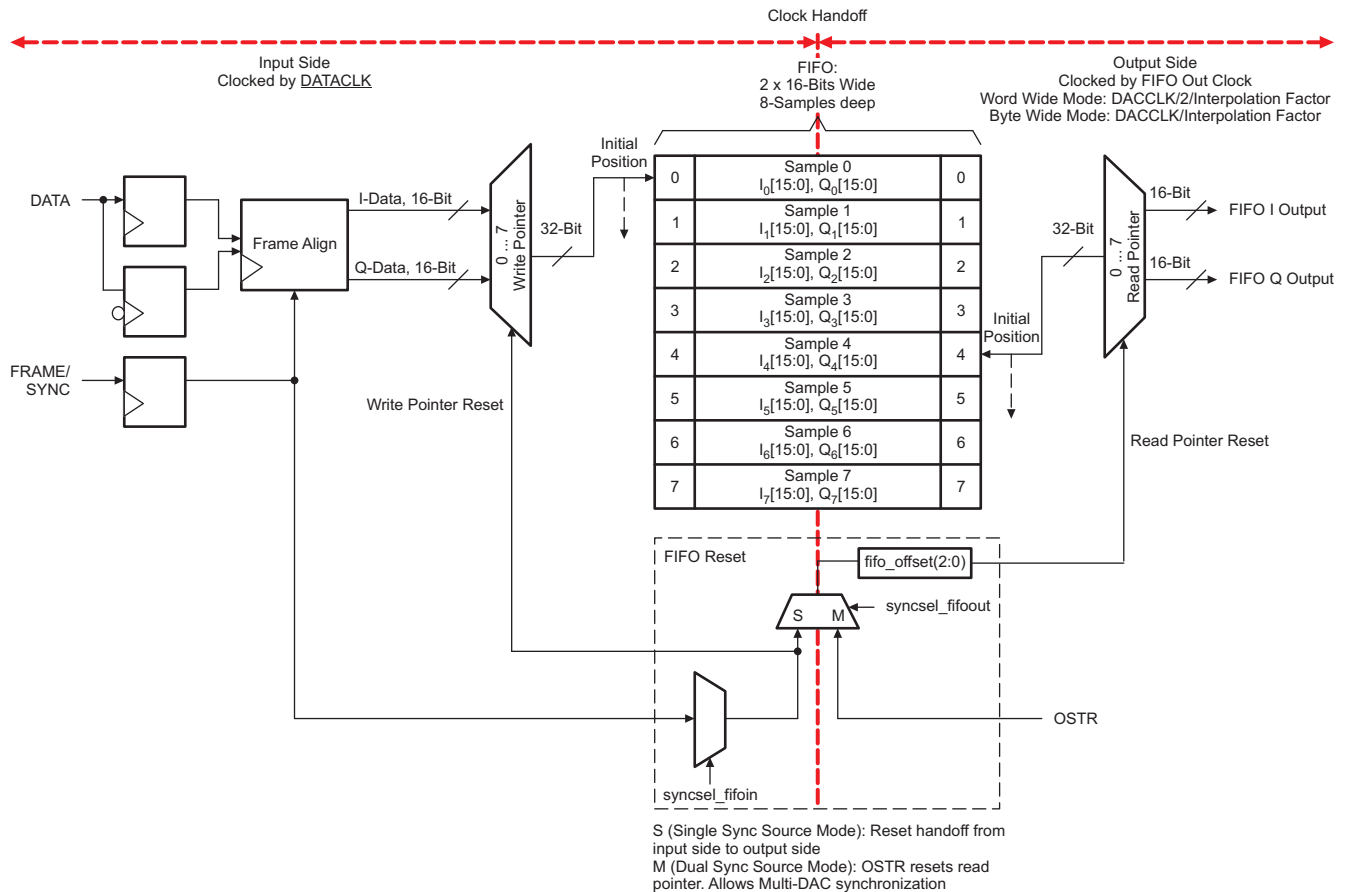 Clock Handoff
Input Side
Clocked by DATACLK
FIFO:
2 x 16-Bits Wide
8-Samples deep
Output Side
Clocked by FIFO Out Clock
Word Wide Mode: DACCLK/2/Interpolation Factor
Byte Wide Mode: DACCLK/Interpolation Factor
DATA
FRAME/
SYNC
Frame Align
I-Data, 16-Bit
Q-Data, 16-Bit
0 ... 7
Write Pointer
32-Bit
Initial
Position
Write Pointer Reset
0
Sample 0
I0[15:0], Q0[15:0]
0
1
Sample 1
I1[15:0], Q1[15:0]
1
2
Sample 2
I2[15:0], Q2[15:0]
2
3
Sample 3
I3[15:0], Q3[15:0]
3
4
Sample 4
I4[15:0], Q4[15:0]
4
5
Sample 5
I5[15:0], Q5[15:0]
5
6
Sample 6
I6[15:0], Q6[15:0]
6
7
Sample 7
I7[15:0], Q7[15:0]
7
Initial
Position
32-Bit
0 ... 7
Read Pointer
16-Bit
FIFO I Output
16-Bit
FIFO Q Output
Read Pointer Reset
FIFO Reset
fifo_offset(2:0)
S M
syncsel_fifoout
OSTR
syncsel_fifoin
S (Single Sync Source Mode): Reset handoff from
input side to output side
M (Dual Sync Source Mode): OSTR resets read
pointer. Allows Multi-DAC synchronization